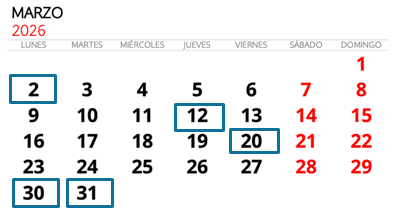 MARZO
2026
LUNES MARTES MIÉRCOLES JUEVES VIERNES SÁBADO DOMINGO
1
2 3 4 5 6 7 8
9 10 11 12 13 14 15
16 17 18 19 20 21 22
23 24 25 26 27 28 29
30 31